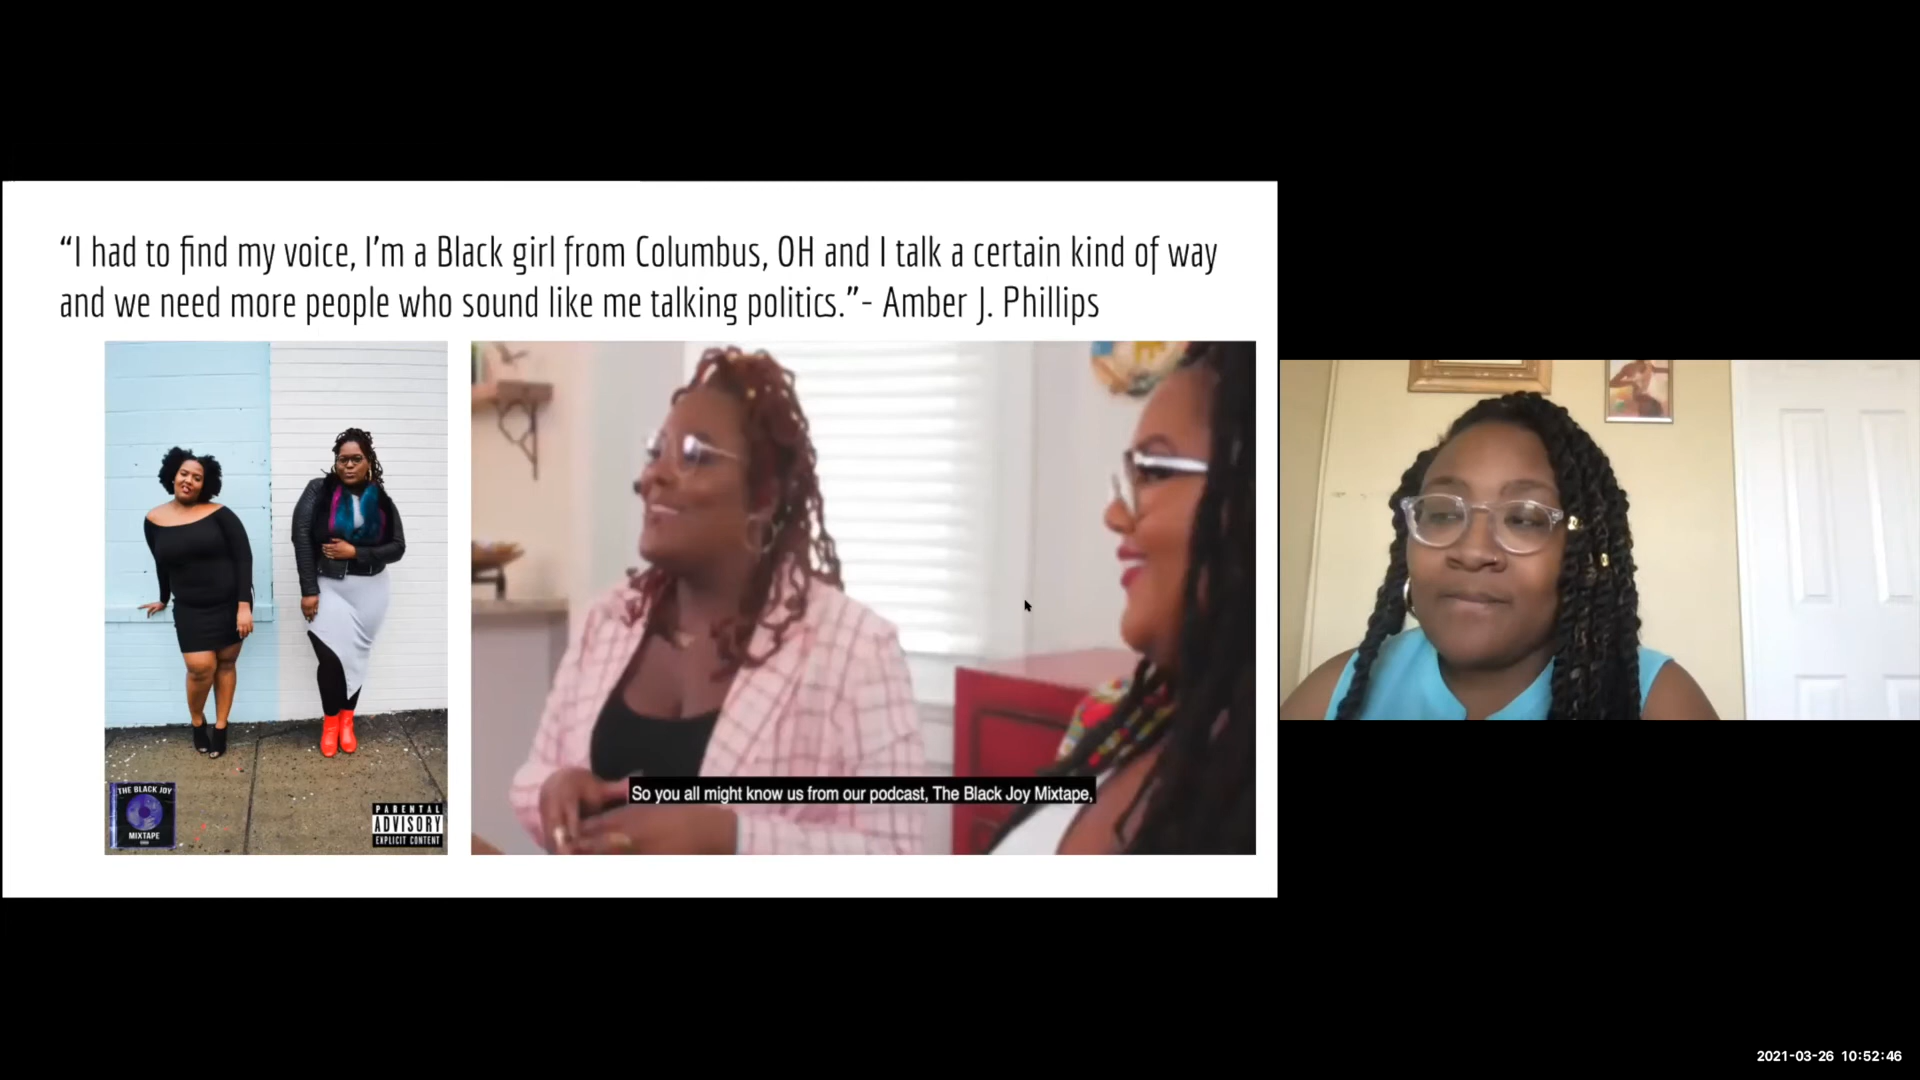 “I had to find my voice, I’m a Black girl from Columbus, OH and I talk a certain kind of way
and we need more people who sound like me talking politics.”- Amber J. Phillips
THE BLACK JOY
MIXTAPE
PARENTAL
ADVISORY
EXPLICIT CONTENT
So you all might know us from our podcast, The Black Joy Mixtape,
2021-03-26 10:52:46